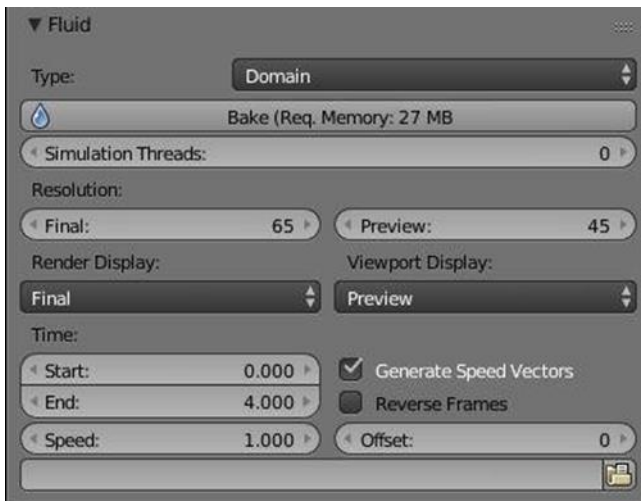 Fluid
Type: Domain
Bake (Req. Memory: 27 MB
Simulation Threads: 0
Resolution:
Final: 65 Preview: 45
Render Display: Viewport Display:
Final Preview
Time:
Start: 0.000 Generate Speed Vectors
End: 4.000 Reverse Frames
Speed: 1.000 Offset: 0